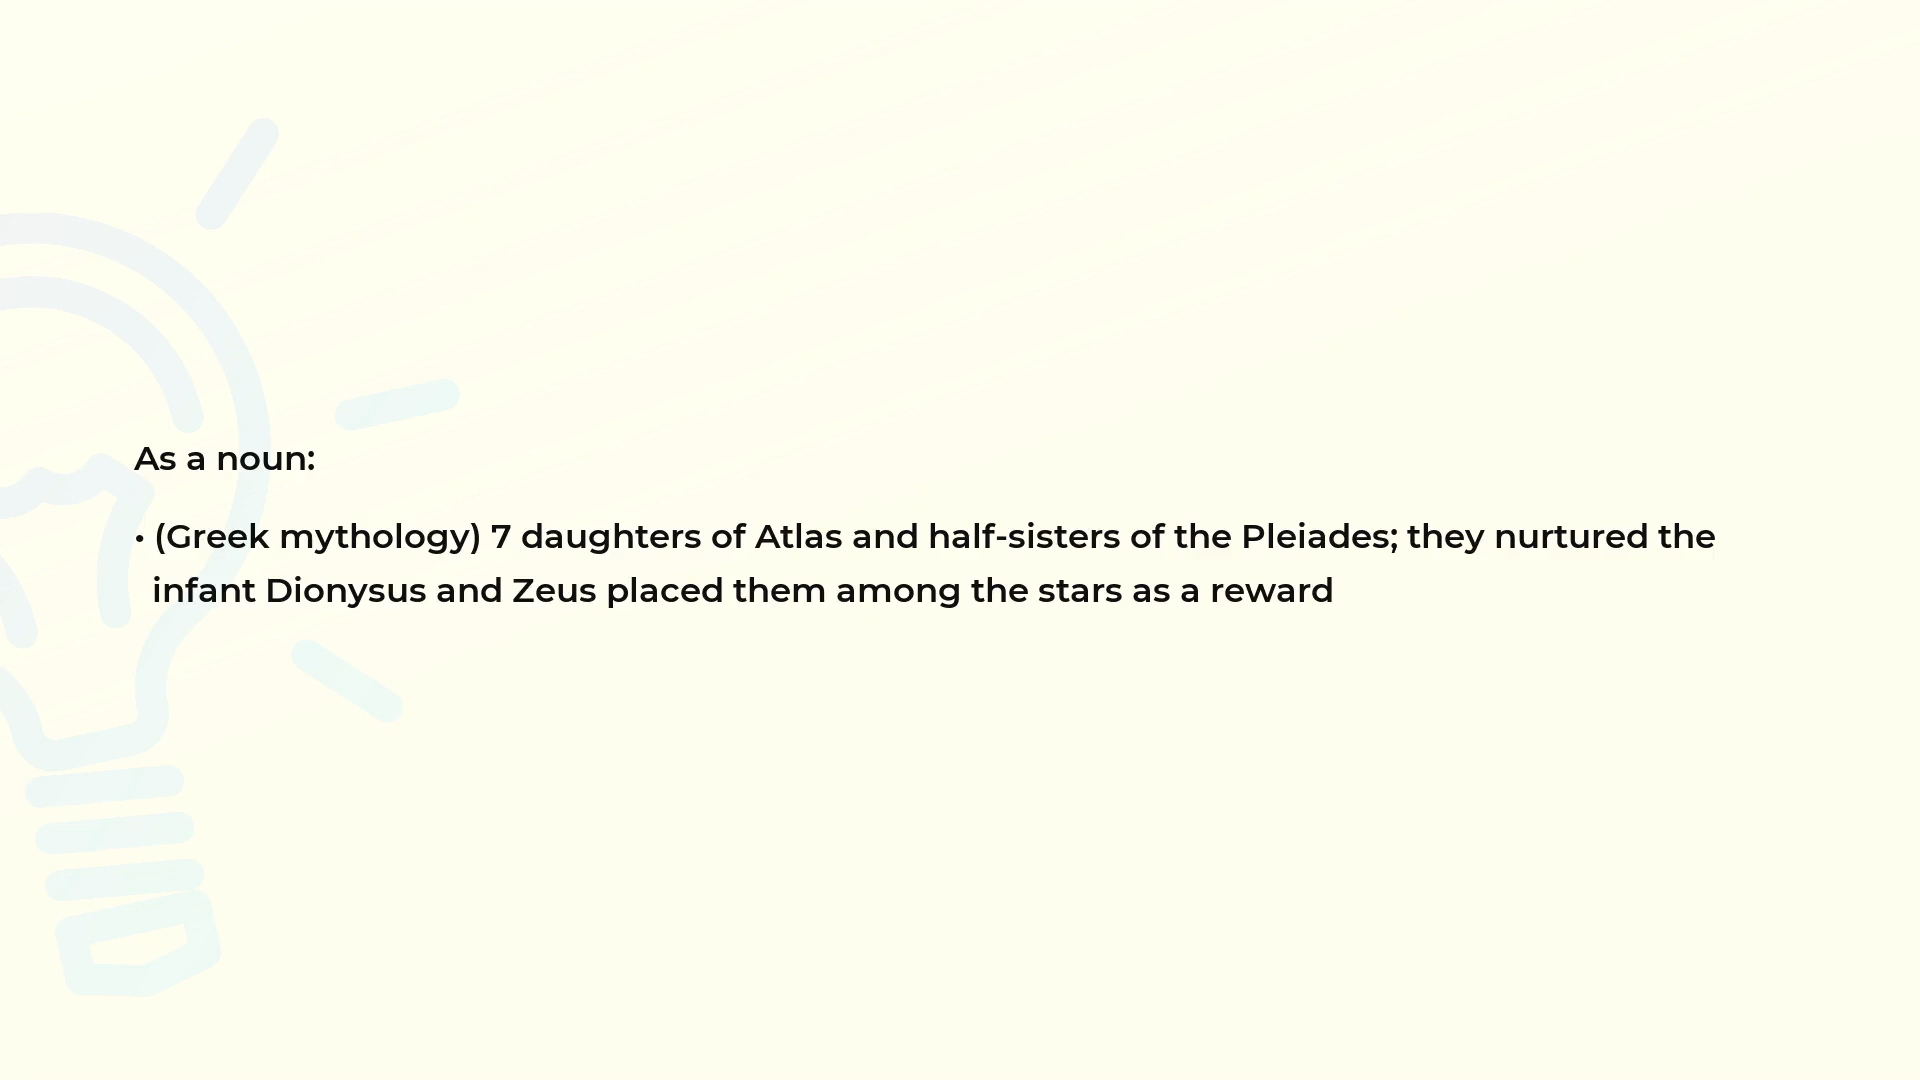 As a noun:
• (Greek mythology) 7 daughters of Atlas and half-sisters of the Pleiades; they nurtured the
infant Dionysus and Zeus placed them among the stars as a reward